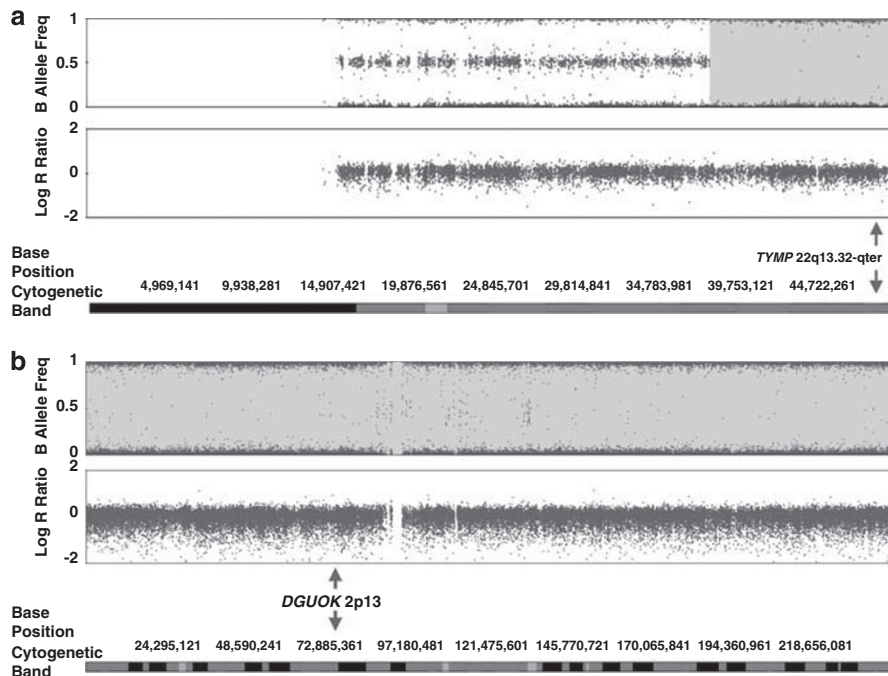 a
B Allele Freq
1
0.5
0
Log R Ratio
2
0
-2
TYMP 22q13.32-qter
Base
Position
4,969,141 9,938,281 14,907,421 19,876,561 24,845,701 29,814,841 34,783,981 39,753,121 44,722,261
Cytogenetic
Band
b
B Allele Freq
1
0.5
0
Log R Ratio
2
0
-2
DGUOK 2p13
Base
Position
24,295,121 48,590,241 72,885,361 97,180,481 121,475,601 145,770,721 170,065,841 194,360,961 218,656,081
Cytogenetic
Band